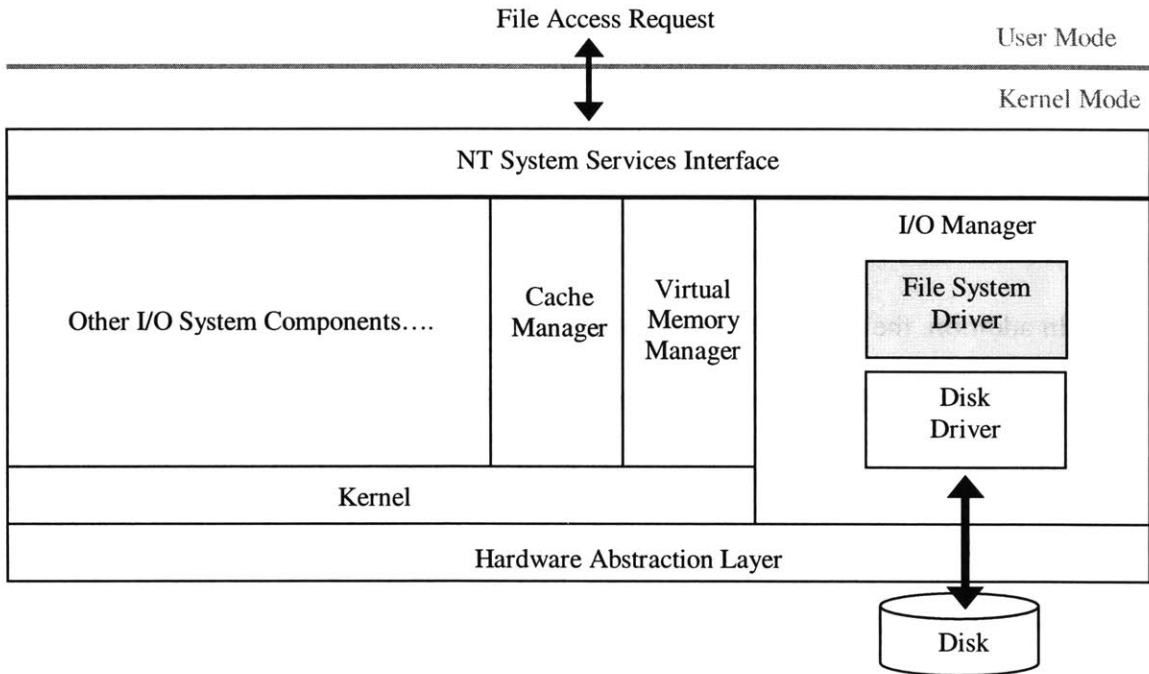 File Access Request
User Mode
Kernel Mode
NT System Services Interface
I/O Manager
File System
Driver
Disk
Driver
Other I/O System Components....
Cache
Manager
Virtual
Memory
Manager
Kernel
Hardware Abstraction Layer
Disk